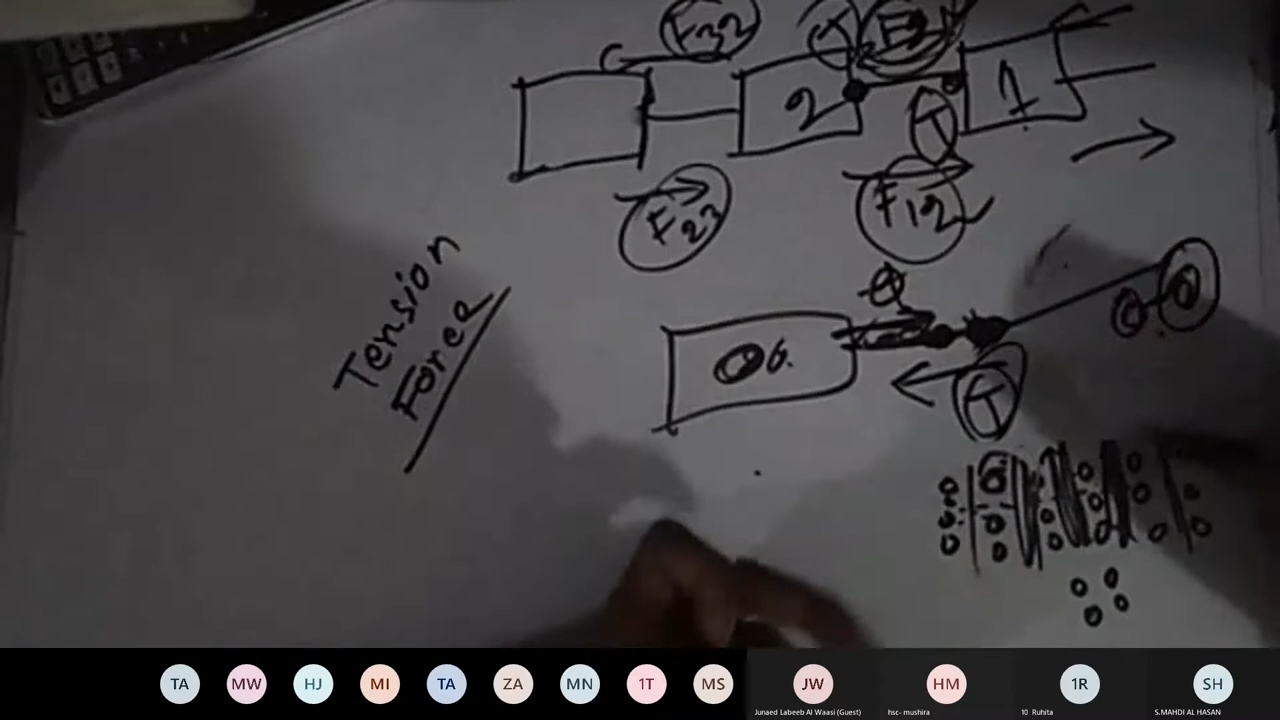 F32
2
1
T
F23
F12
Tension
Force
T
TA
MW
HJ
MI
TA
ZA
MN
1T
MS
JW
HM
1R
SH
Junaed Labeeb Al Waasi (Guest)
hsc- mushira
10 Ruhita
S.MAHDI AL HASAN